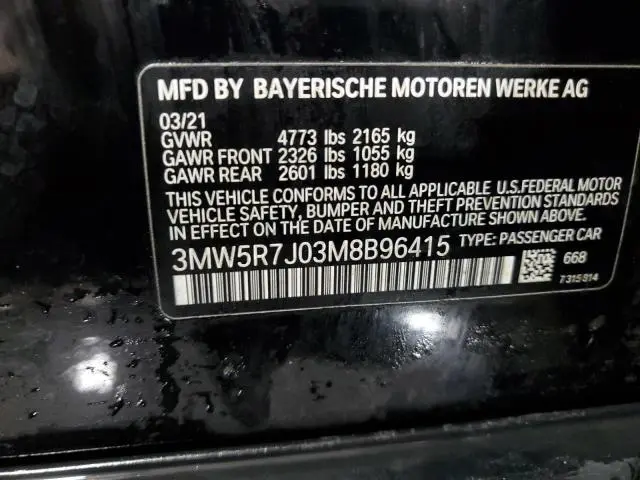 MFD BY BAYERISCHE MOTOREN WERKE AG
03/21
GVWR 4773 lbs 2165 kg
GAWR FRONT 2326 lbs 1055 kg
GAWR REAR 2601 lbs 1180 kg
THIS VEHICLE CONFORMS TO ALL APPLICABLE U.S.FEDERAL MOTOR
VEHICLE SAFETY, BUMPER AND THEFT PREVENTION STANDARDS
IN EFFECT ON THE DATE OF MANUFACTURE SHOWN ABOVE.
3MW5R7J03M8B96415 TYPE: PASSENGER CAR
668
7315814